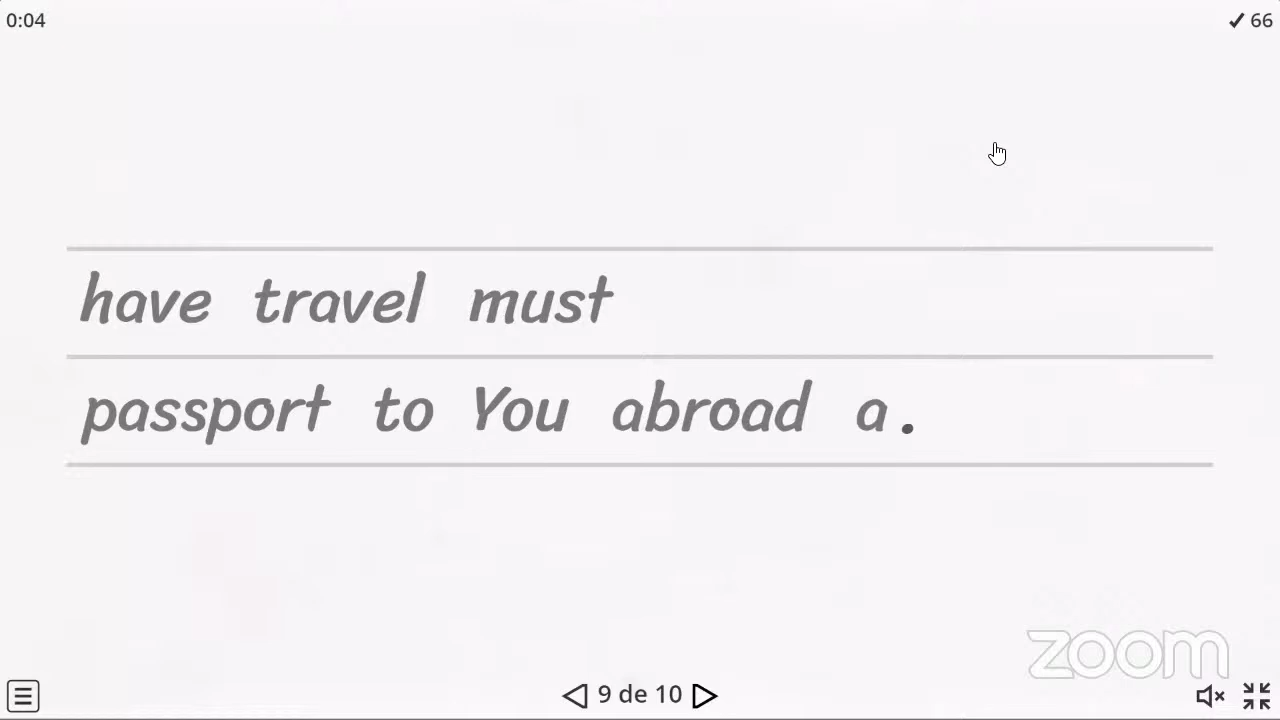 0:04
✓ 66
have travel must
passport to You abroad a.
zoom
9 de 10